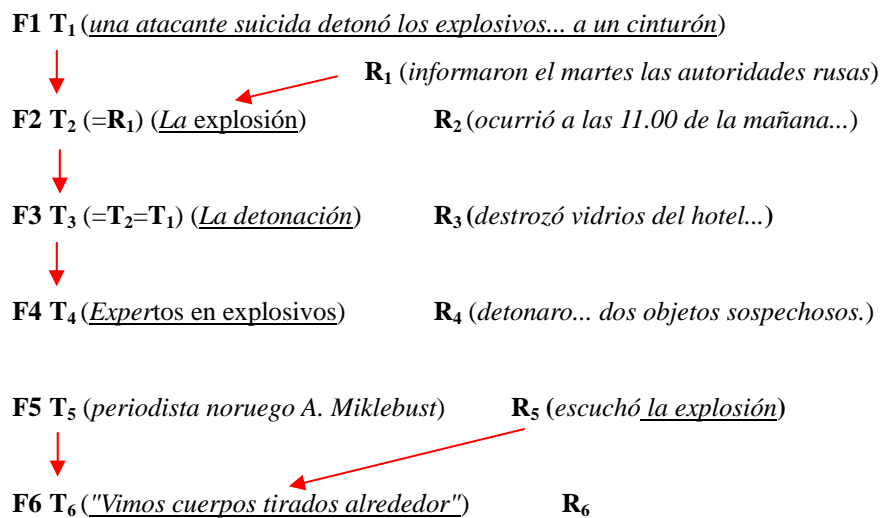 F1 T1 (una atacante suicida detonó los explosivos... a un cinturón)
R1 (informaron el martes las autoridades rusas)
F2 T2 (=R1) (La explosión) R2 (ocurrió a las 11.00 de la mañana...)
F3 T3 (=T2=T1) (La detonación) R3 (destrozó vidrios del hotel...)
F4 T4 (Expertos en explosivos) R4 (detonaro... dos objetos sospechosos.)
F5 T5 (periodista noruego A. Miklebust) R5 (escuchó la explosión)
F6 T6 ("Vimos cuerpos tirados alrededor") R6